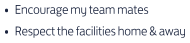 • Encourage my team mates
• Respect the facilities home & away